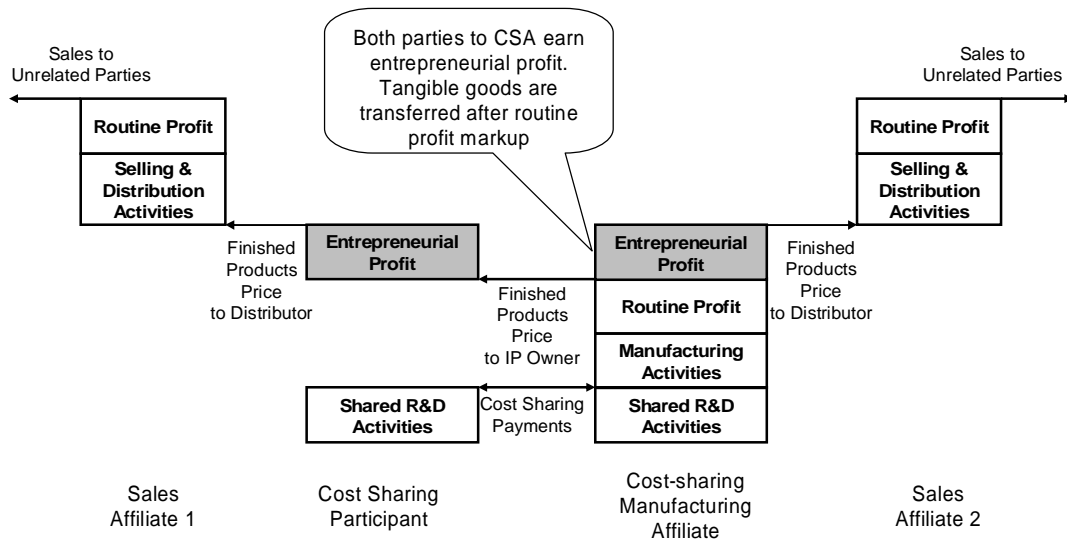 Both parties to CSA earn
entrepreneurial profit.
Tangible goods are
transferred after routine
profit markup
Sales to
Unrelated Parties
Sales to
Unrelated Parties
Routine Profit
Selling &
Distribution
Activities
Routine Profit
Selling &
Distribution
Activities
Finished
Products
Price
to Distributor
Entrepreneurial
Profit
Finished
Products
Price
to IP Owner
Entrepreneurial
Profit
Finished
Products
Price
to Distributor
Routine Profit
Manufacturing
Activities
Shared R&D
Activities
Cost Sharing
Payments
Shared R&D
Activities
Sales
Affiliate 1
Cost Sharing
Participant
Cost-sharing
Manufacturing
Affiliate
Sales
Affiliate 2